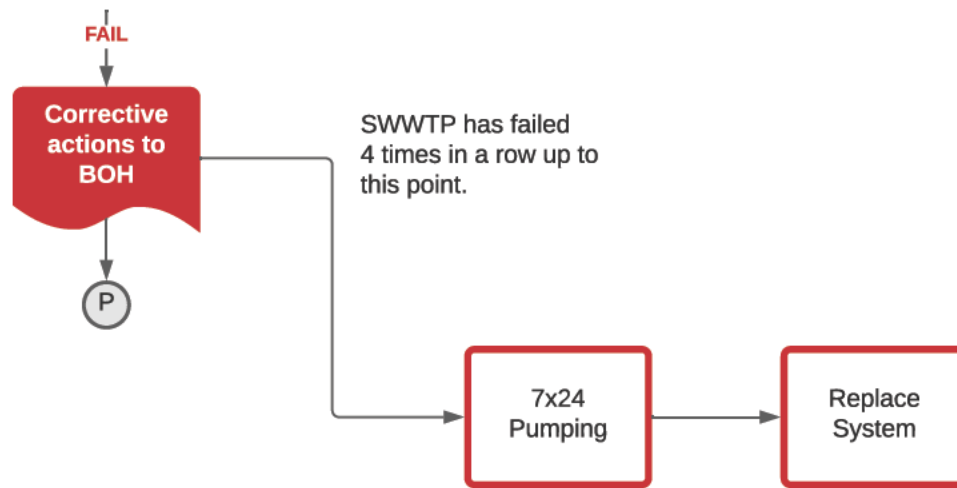 FAIL
Corrective
actions to
BOH
SWWTP has failed
4 times in a row up to
this point.
P
7x24
Pumping
Replace
System